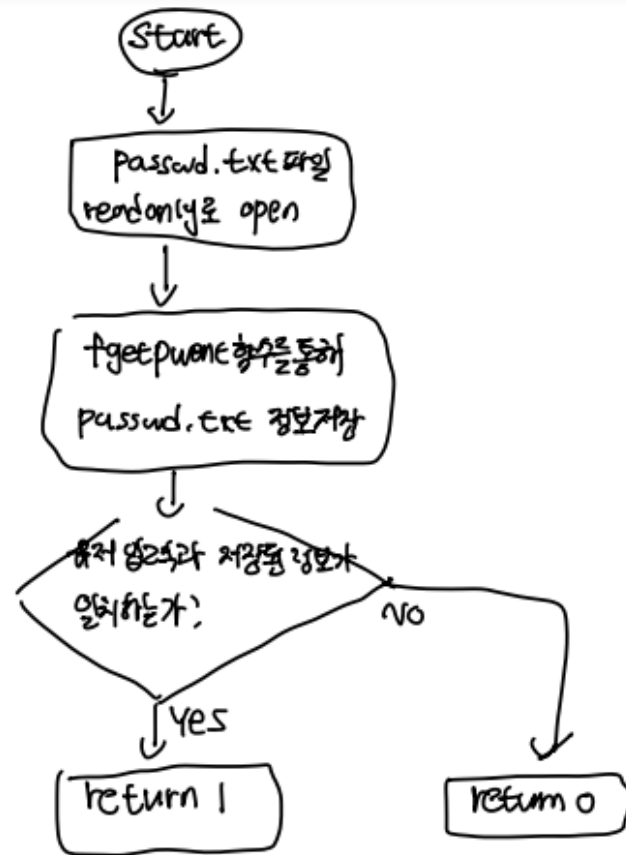 Start
passwd.txt 파일
readonly로 open
fgetpwent 함수를 통해
passwd.txt 정보 저장
유저 입력과 저장된 정보가
일치하는가?
NO
Yes
return 1
return 0